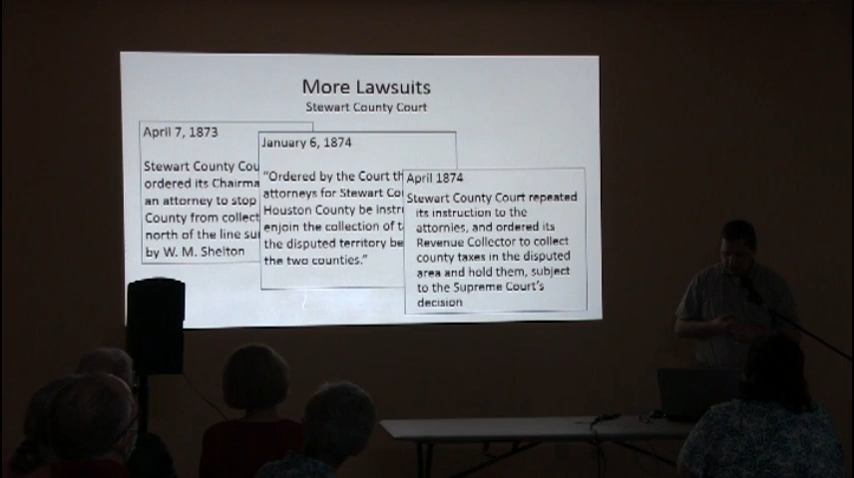 More Lawsuits
Stewart County Court
April 7, 1873
Stewart County Cou
ordered its Chairma
an attorney to stop
County from collect
north of the line su
by W. M. Shelton
January 6, 1874
"Ordered by the Court th
attorneys for Stewart Co
Houston County be instr
enjoin the collection of t
the disputed territory be
the two counties."
April 1874
Stewart County Court repeated
its instruction to the
attornies, and ordered its
Revenue Collector to collect
county taxes in the disputed
area and hold them, subject
to the Supreme Court's
decision